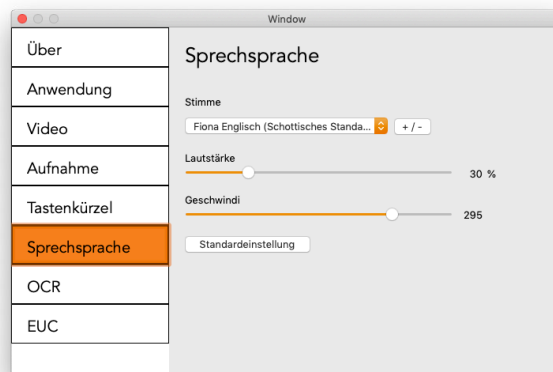 Window
Über
Anwendung
Video
Aufnahme
Tastenkürzel
Sprechsprache
OCR
EUC
Sprechsprache
Stimme
Fiona Englisch (Schottisches Standa... + / -
Lautstärke
30 %
Geschwindi
295
Standardeinstellung